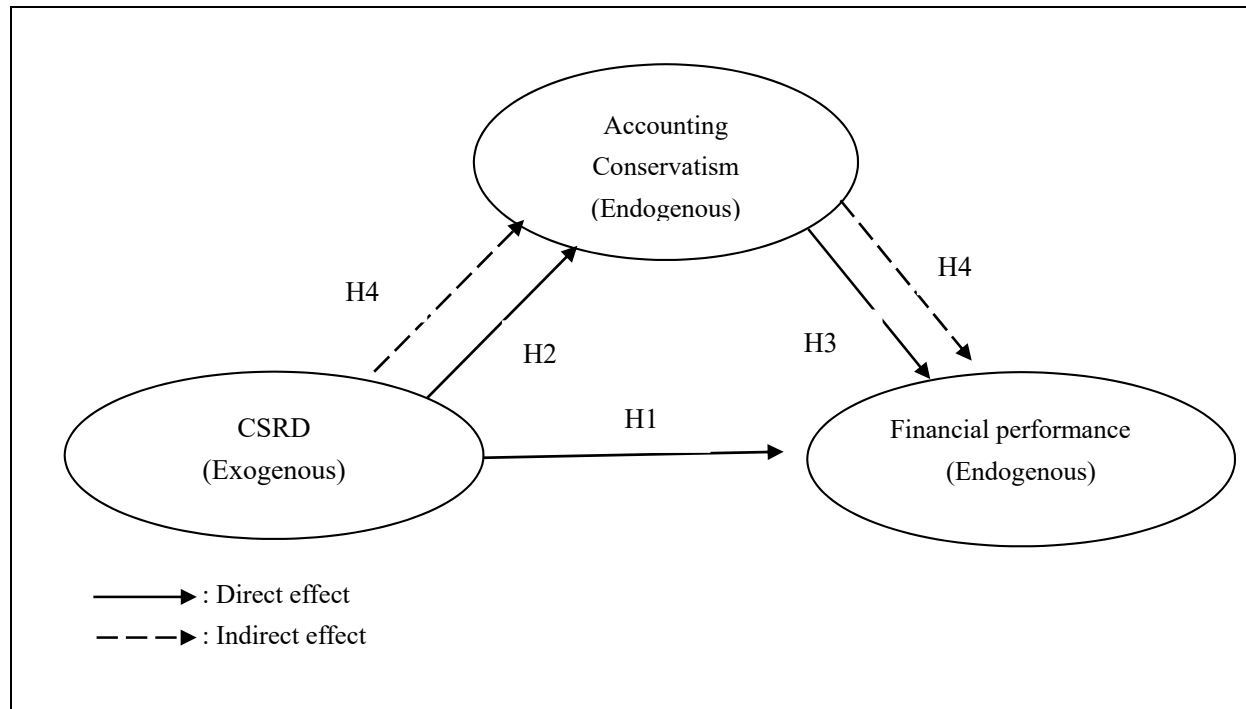 Accounting
Conservatism
(Endogenous)
H4
H4
H2
H3
H1
CSRD
(Exogenous)
Financial performance
(Endogenous)
: Direct effect
: Indirect effect